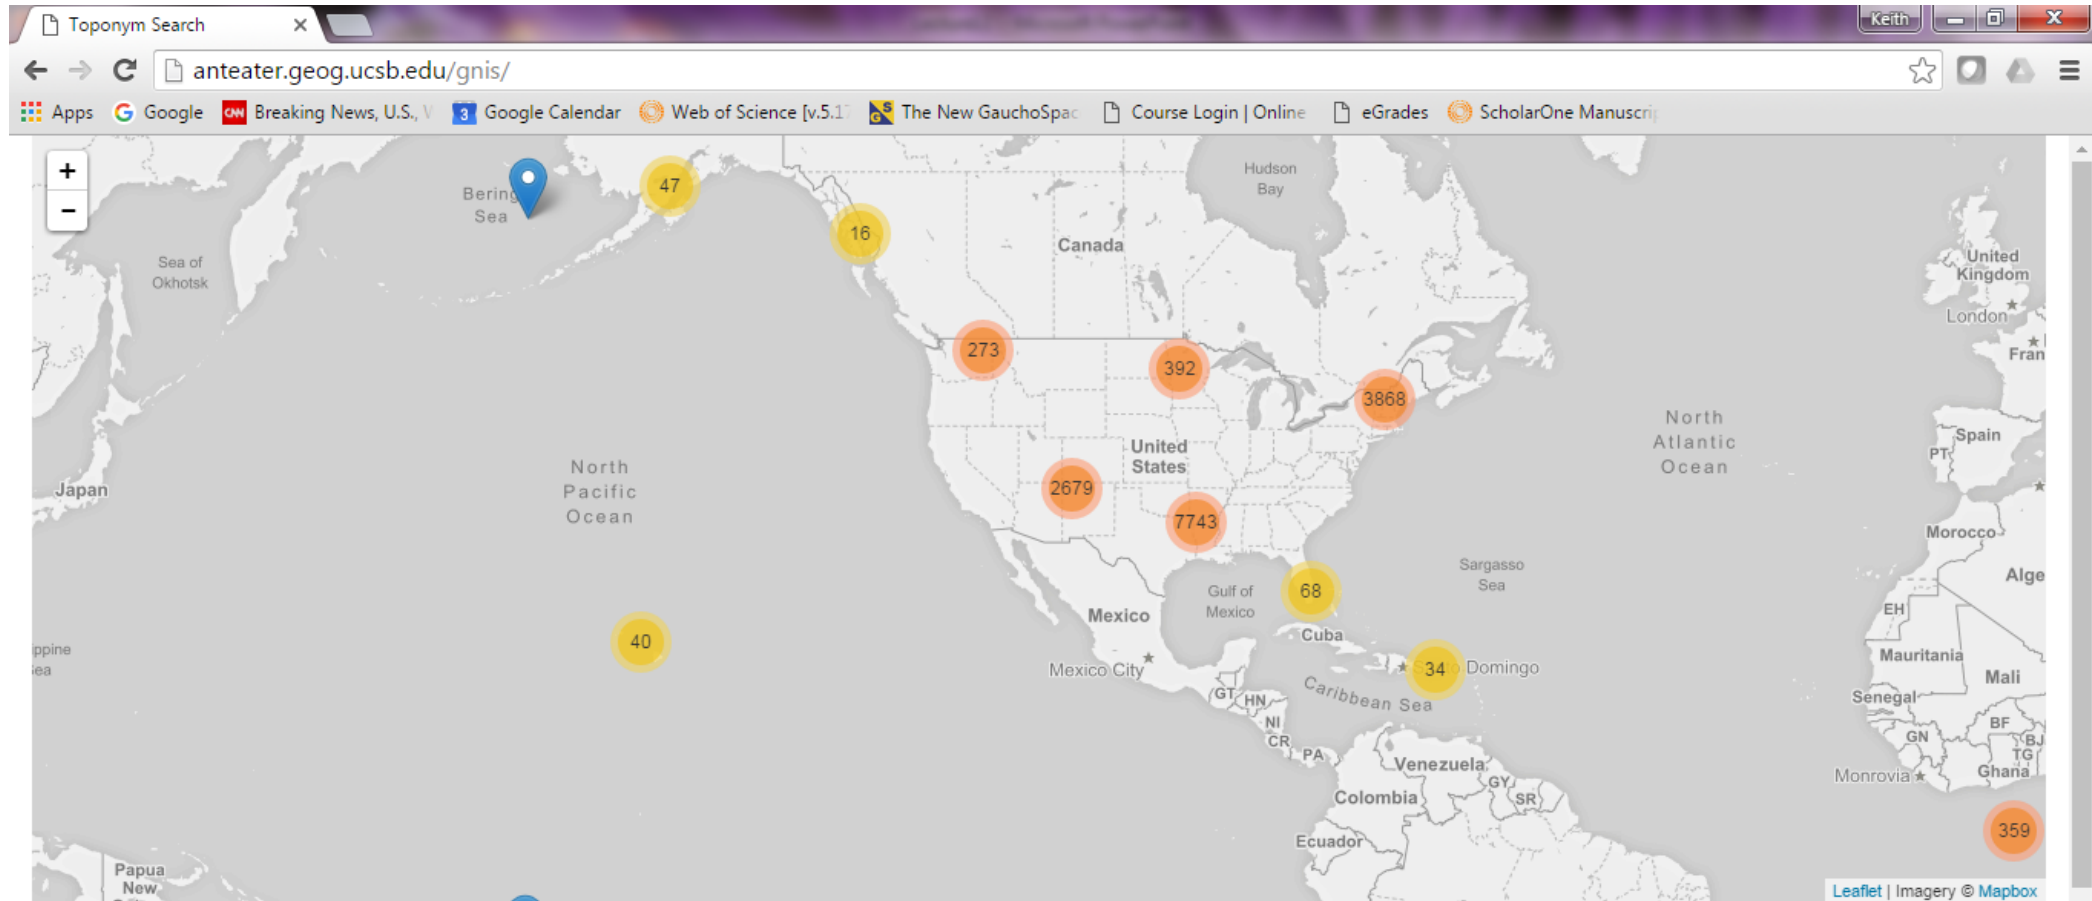 Toponym Search
Keith
anteater.geog.ucsb.edu/gnis/
Apps Google Breaking News, U.S., Google Calendar Web of Science [v.5.1 The New GauchoSpac Course Login | Online eGrades ScholarOne Manuscrip
+
−
Bering
Sea
47
16
Hudson
Bay
Canada
Sea of
Okhotsk
United
Kingdom
London
Fran
273
392
3868
North
Pacific
Ocean
Japan
United
States
2679
7743
North
Atlantic
Ocean
Spain
PT
Morocco
Alge
Sargasso
Sea
Gulf of
Mexico
68
Mexico
Mexico City
Cuba
34
Domingo
Caribbean Sea
40
ppine
ea
EH
Mauritania
Mali
Senegal
BF
GN
BJ
TG
Ghana
Monrovia
GT
HN
NI
CR
PA
Venezuela
GY
SR
Colombia
Ecuador
359
Papua
New
Leaflet | Imagery © Mapbox